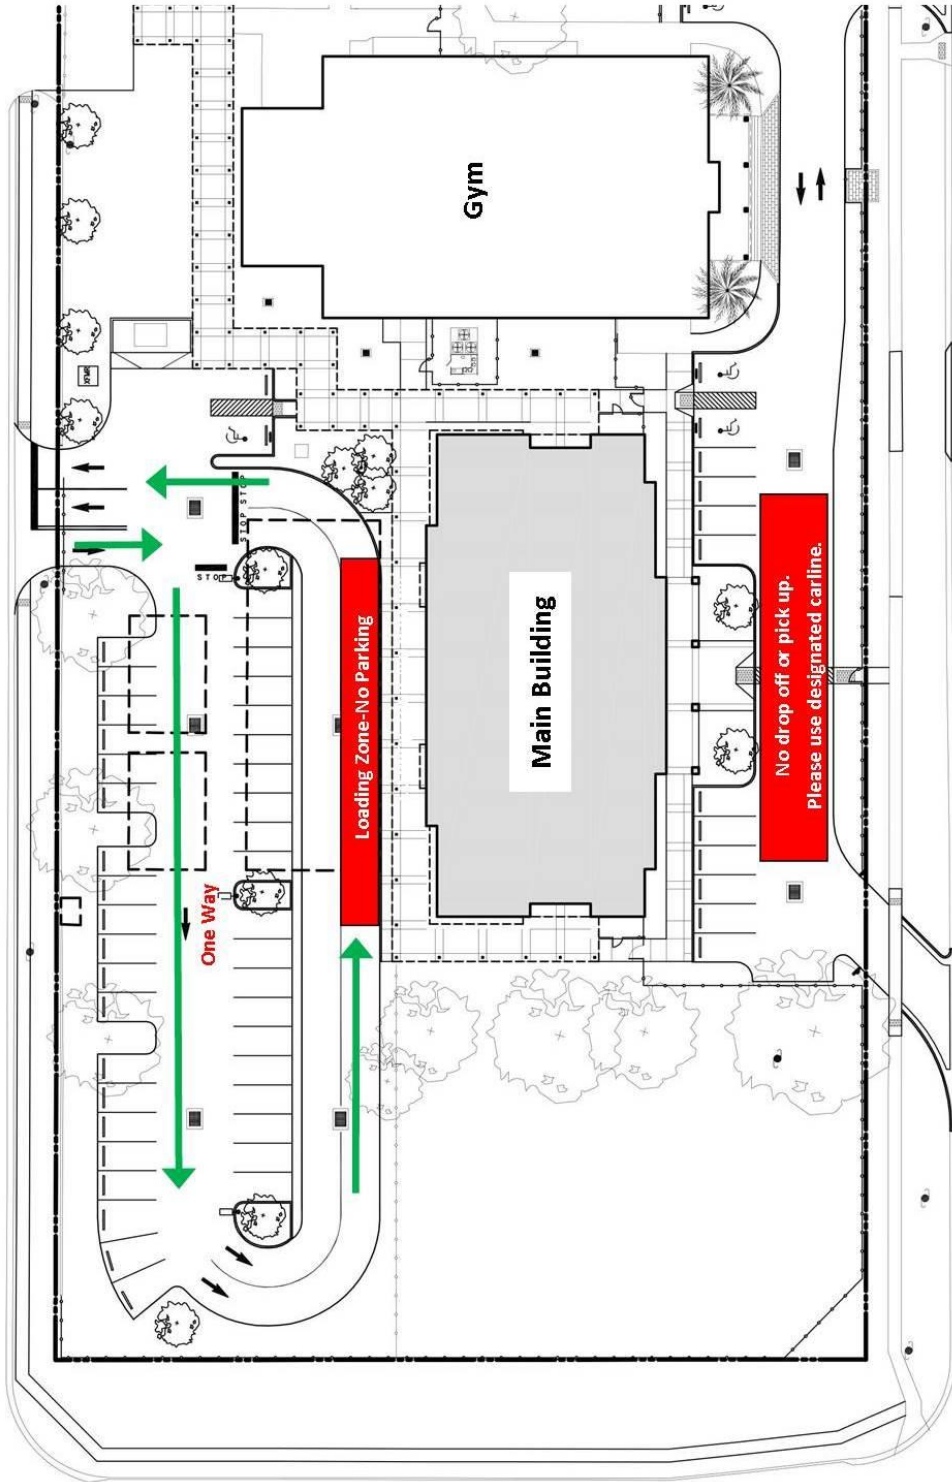 Gym
STOP STOP
STOP
Loading Zone-No Parking
Main Building
No drop off or pick up.
Please use designated carline.
One Way